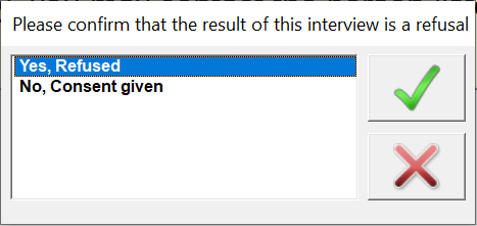 Please confirm that the result of this interview is a refusal
Yes, Refused
No, Consent given